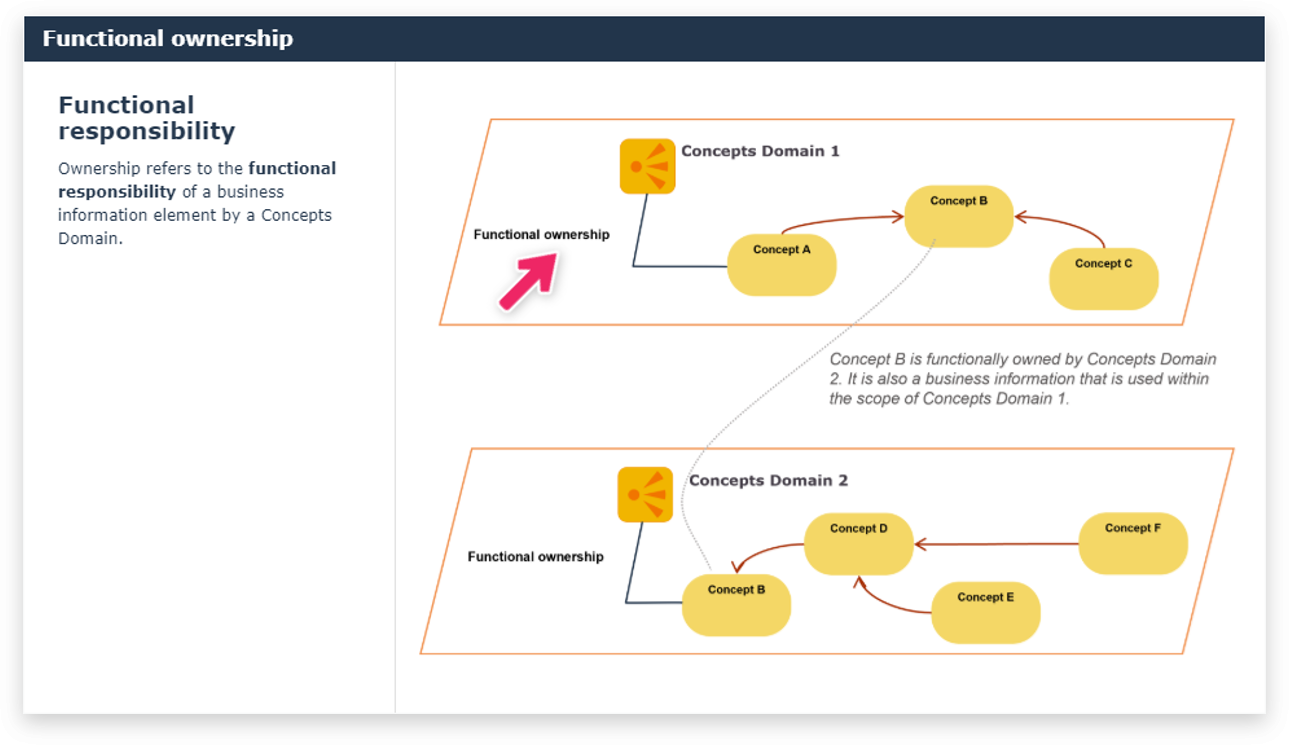 Functional ownership
Functional
responsibility
Ownership refers to the functional
responsibility of a business
information element by a Concepts
Domain.
Concepts Domain 1
Concept B
Functional ownership
Concept A
Concept C
Concept B is functionally owned by Concepts Domain
2. It is also a business information that is used within
the scope of Concepts Domain 1.
Concepts Domain 2
Concept D
Concept F
Functional ownership
Concept B
Concept E